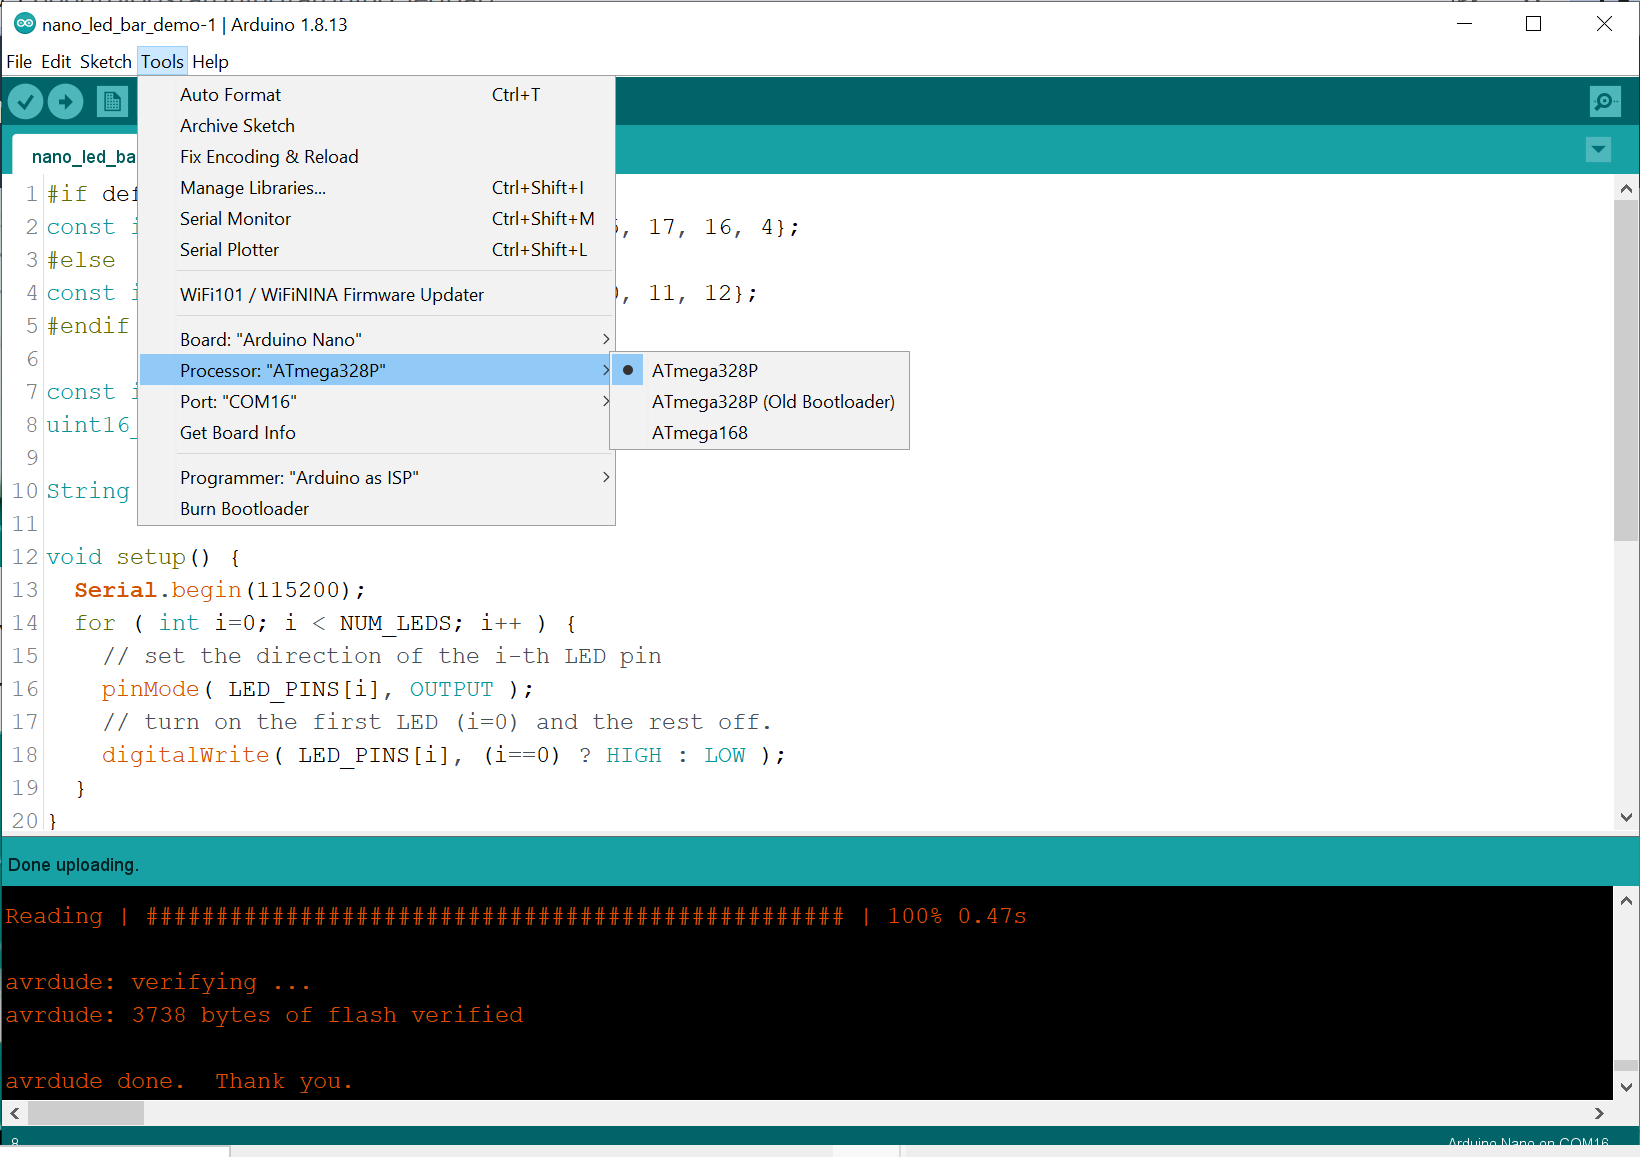 nano_led_bar_demo-1 | Arduino 1.8.13
File Edit Sketch Tools Help
Auto Format Ctrl+T
Archive Sketch
Fix Encoding & Reload
Manage Libraries... Ctrl+Shift+I
Serial Monitor Ctrl+Shift+M
Serial Plotter Ctrl+Shift+L
WiFi101 / WiFiNINA Firmware Updater
Board: "Arduino Nano"
Processor: "ATmega328P"
Port: "COM16"
Get Board Info
Programmer: "Arduino as ISP"
Burn Bootloader
ATmega328P
ATmega328P (Old Bootloader)
ATmega168
nano_led_ba
1 #if def
2 const i , 17, 16, 4};
3 #else
4 const i , 11, 12};
5 #endif
6
7 const i
8 uint16_
9
10 String
11
12 void setup() {
13 Serial.begin(115200);
14 for ( int i=0; i < NUM_LEDS; i++ ) {
15 // set the direction of the i-th LED pin
16 pinMode( LED_PINS[i], OUTPUT );
17 // turn on the first LED (i=0) and the rest off.
18 digitalWrite( LED_PINS[i], (i==0) ? HIGH : LOW );
19 }
20 }
Done uploading.
Reading | ################################################## | 100% 0.47s
avrdude: verifying ...
avrdude: 3738 bytes of flash verified
avrdude done. Thank you.
8 Arduino Nano on COM16